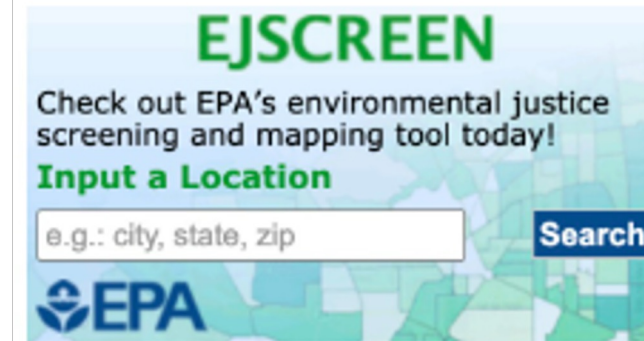 EJSCREEN
Check out EPA's environmental justice
screening and mapping tool today!
Input a Location
e.g.: city, state, zip
Search
EPA